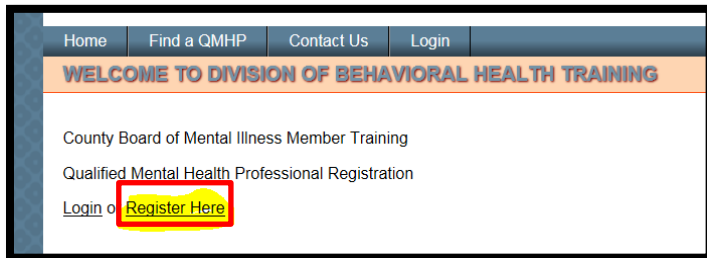 Home Find a QMHP Contact Us Login
WELCOME TO DIVISION OF BEHAVIORAL HEALTH TRAINING
County Board of Mental Illness Member Training
Qualified Mental Health Professional Registration
Login o Register Here